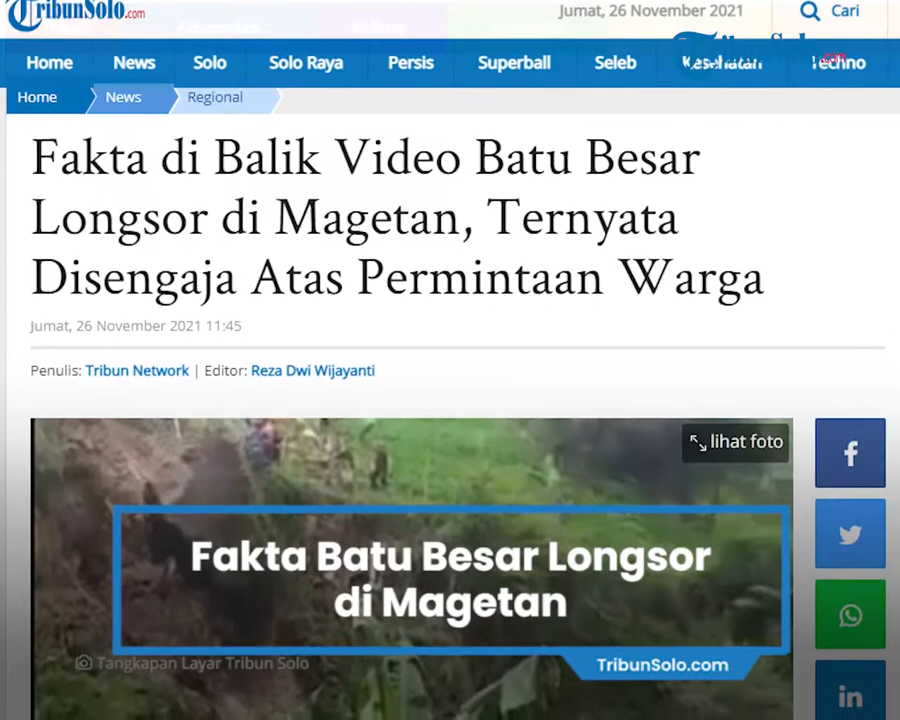 TribunSolo.com
Jumat, 26 November 2021
Cari
Home News Solo Solo Raya Persis Superball Seleb Kesehatan Techno
Home News Regional
Fakta di Balik Video Batu Besar
Longsor di Magetan, Ternyata
Disengaja Atas Permintaan Warga
Jumat, 26 November 2021 11:45
Penulis: Tribun Network | Editor: Reza Dwi Wijayanti
lihat foto
Fakta Batu Besar Longsor
di Magetan
Tangkapan Layar Tribun Solo
TribunSolo.com